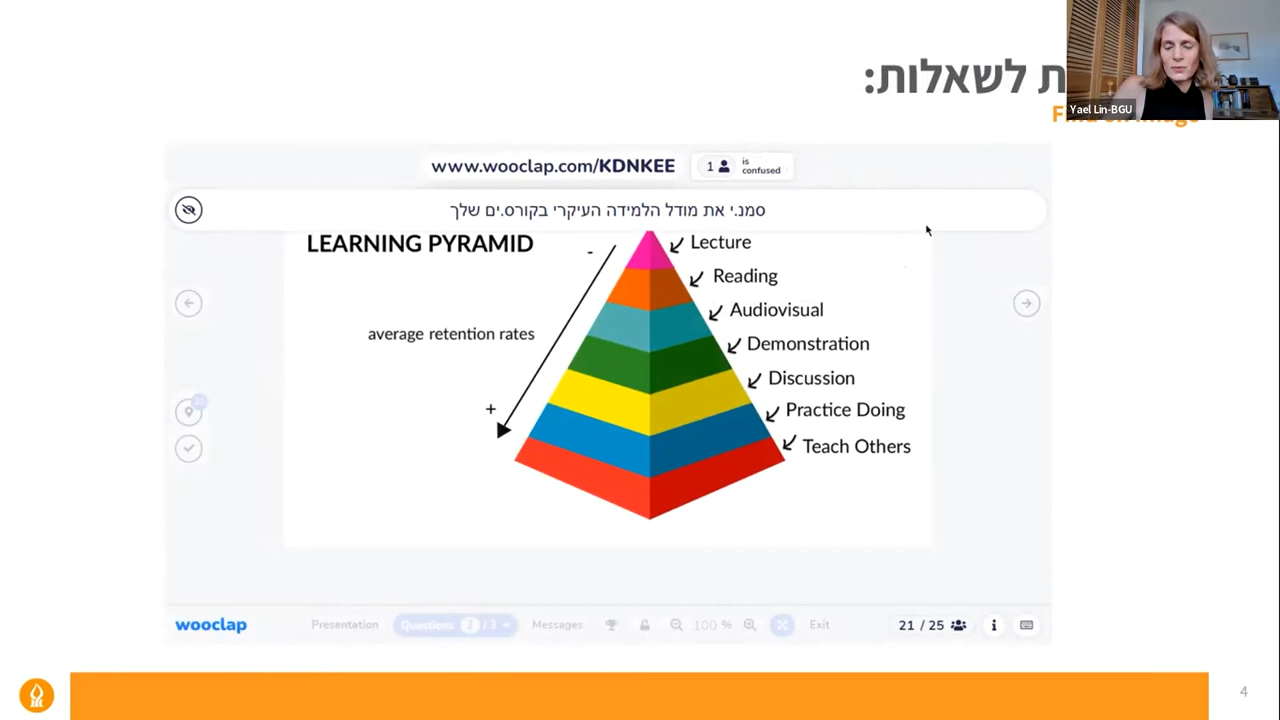 ת לשאלות:
Yael Lin-BGU
www.wooclap.com/KDNKEE
1 is confused
סמנ.י את מודל הלמידה העיקרי בקורס.ים שלך
LEARNING PYRAMID
-
Lecture
Reading
Audiovisual
average retention rates
Demonstration
Discussion
+
Practice Doing
Teach Others
wooclap
Presentation
Questions 2 / 3
Messages
100 %
Exit
21 / 25
4